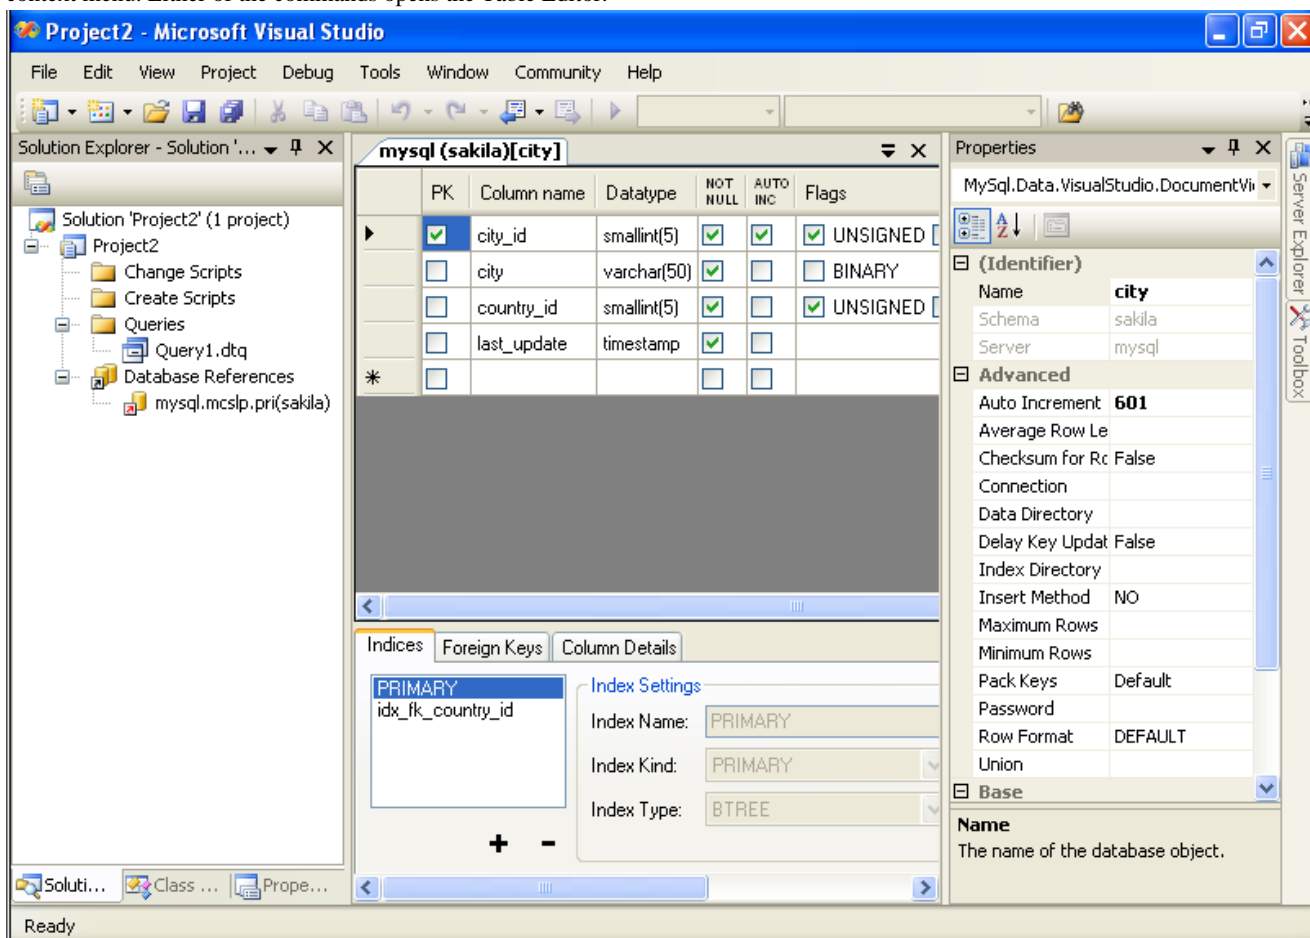 context menu. Either of the commands opens the Table Editor.
Project2 - Microsoft Visual Studio
File Edit View Project Debug Tools Window Community Help
Solution Explorer - Solution '...
Solution 'Project2' (1 project)
Project2
Change Scripts
Create Scripts
Queries
Query1.dtq
Database References
mysql.mcslp.pri(sakila)
Soluti... Class ... Prope...
mysql (sakila)[city]
PK Column name Datatype NOT NULL AUTO INC Flags
city_id smallint(5) UNSIGNED
city varchar(50) BINARY
country_id smallint(5) UNSIGNED
last_update timestamp
Indices Foreign Keys Column Details
PRIMARY
idx_fk_country_id
Index Settings
Index Name: PRIMARY
Index Kind: PRIMARY
Index Type: BTREE
+ -
Properties
MySql.Data.VisualStudio.DocumentVi
(Identifier)
Name city
Schema sakila
Server mysql
Advanced
Auto Increment 601
Average Row Le
Checksum for Rc False
Connection
Data Directory
Delay Key Updat False
Index Directory
Insert Method NO
Maximum Rows
Minimum Rows
Pack Keys Default
Password
Row Format DEFAULT
Union
Base
Name
The name of the database object.
Server Explorer
Toolbox
Ready